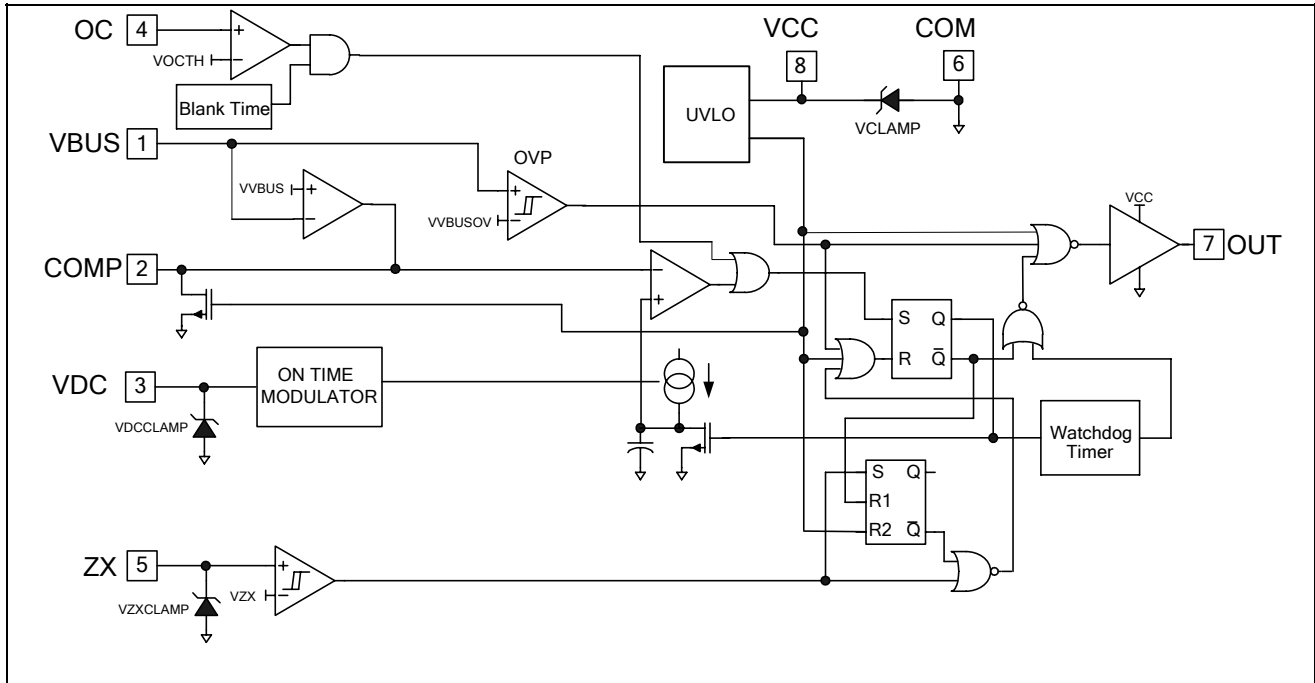 OC 4
VOCTH
Blank Time
VBUS 1
VVBUS
OVP
VVBUSOV
COMP 2
VDC 3
VDCCLAMP
ON TIME
MODULATOR
ZX 5
VZXCLAMP
VZX
VCC
8
COM
6
UVLO
VCLAMP
VCC
7 OUT
S Q
R Q
Watchdog
Timer
S Q
R1
R2 Q
+
−
+
−
+
−
−
+
+
−